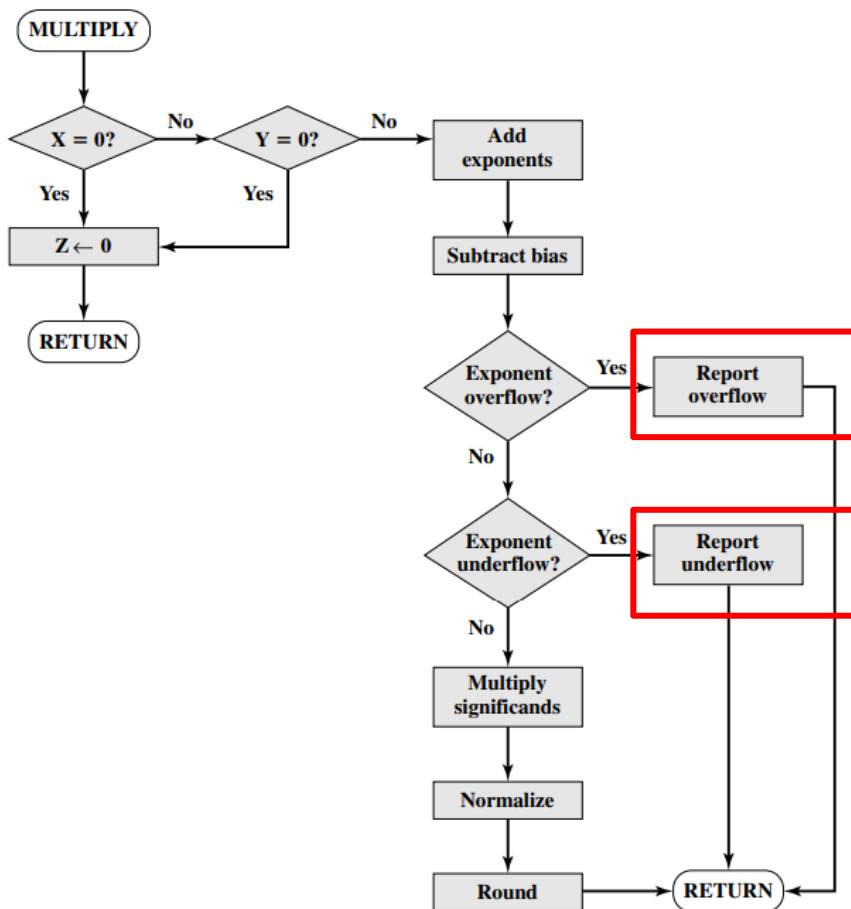 MULTIPLY
X = 0?
No
Y = 0?
No
Add
exponents
Yes
Yes
Z ← 0
Subtract bias
RETURN
Exponent
overflow?
Yes
Report
overflow
No
Exponent
underflow?
Yes
Report
underflow
No
Multiply
significands
Normalize
Round
RETURN